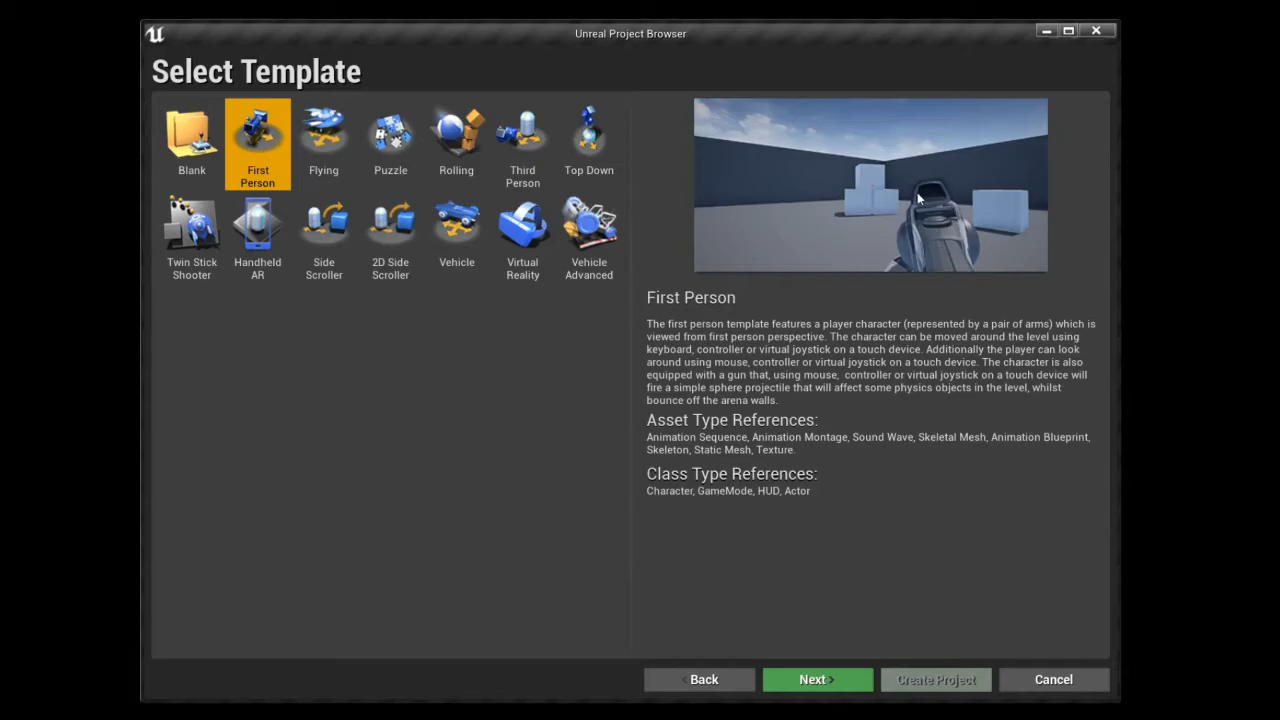 Unreal Project Browser
Select Template
Blank
First
Person
Flying
Puzzle
Rolling
Third
Person
Top Down
Twin Stick
Shooter
Handheld
AR
Side
Scroller
2D Side
Scroller
Vehicle
Virtual
Reality
Vehicle
Advanced
First Person
The first person template features a player character (represented by a pair of arms) which is
viewed from first person perspective. The character can be moved around the level using
keyboard, controller or virtual joystick on a touch device. Additionally the player can look
around using mouse, controller or virtual joystick on a touch device. The character is also
equipped with a gun that, using mouse, controller or virtual joystick on a touch device will
fire a simple sphere projectile that will affect some physics objects in the level, whilst
bounce off the arena walls.
Asset Type References:
Animation Sequence, Animation Montage, Sound Wave, Skeletal Mesh, Animation Blueprint,
Skeleton, Static Mesh, Texture.
Class Type References:
Character, GameMode, HUD, Actor
< Back
Next >
Create Project
Cancel